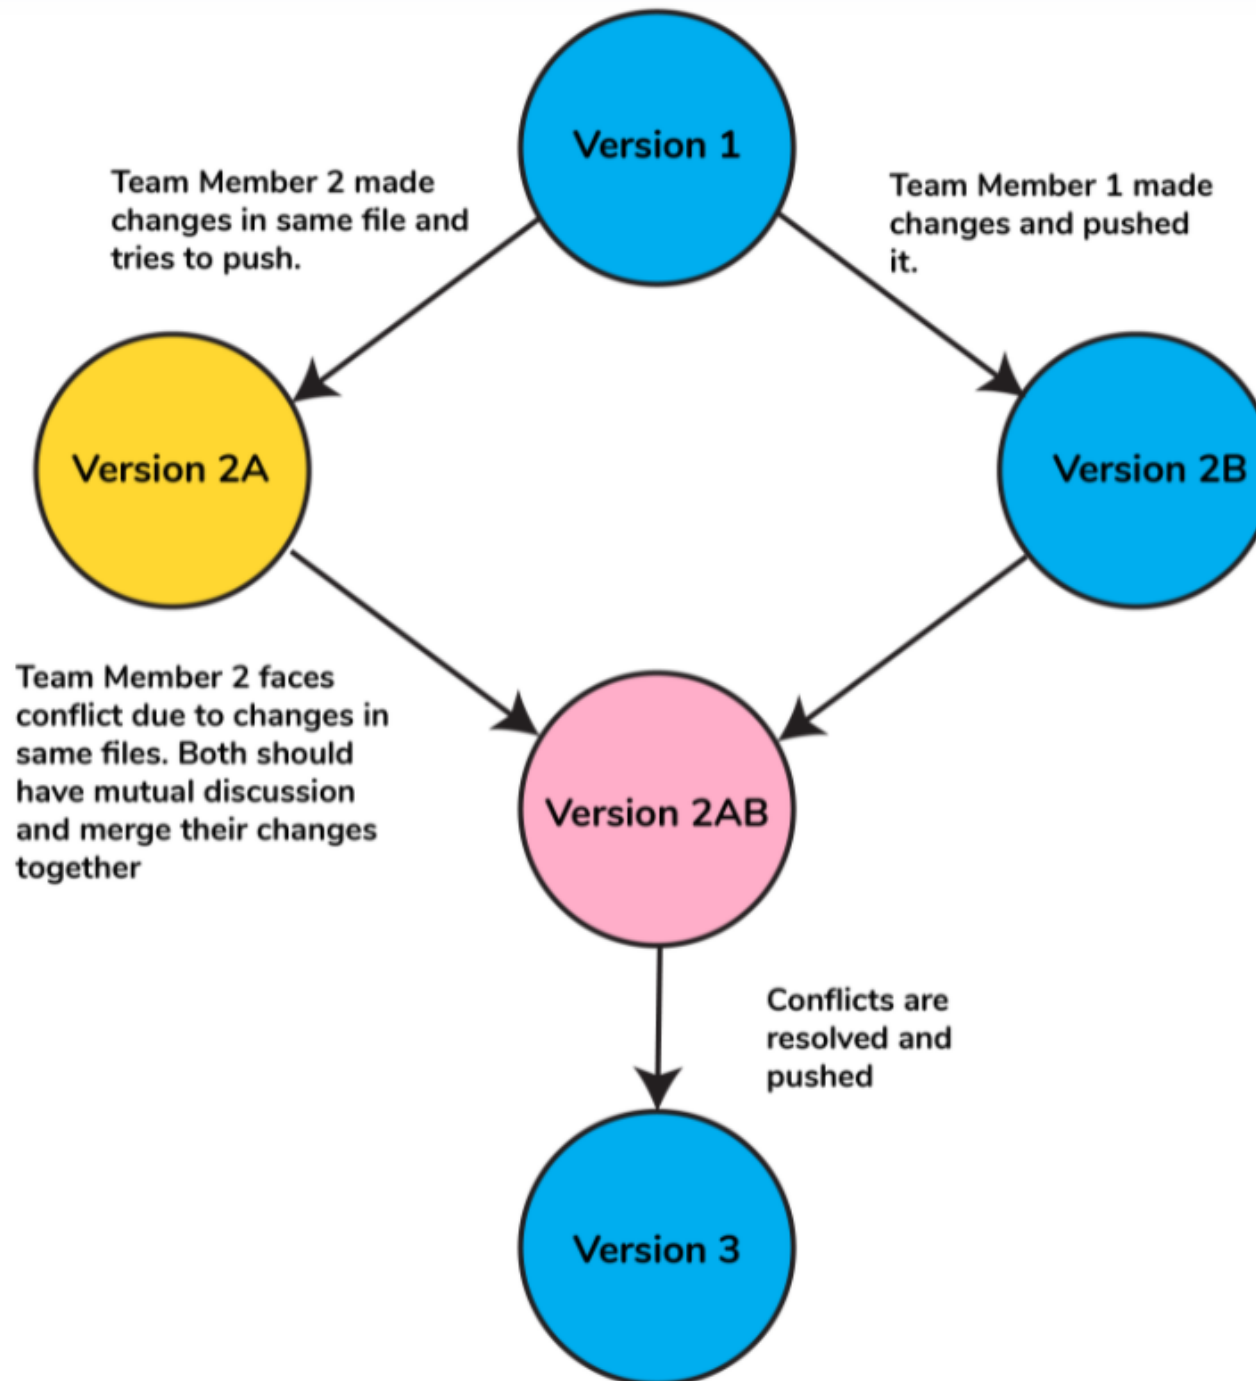 Version 1
Team Member 2 made
changes in same file and
tries to push.
Team Member 1 made
changes and pushed
it.
Version 2A
Version 2B
Team Member 2 faces
conflict due to changes in
same files. Both should
have mutual discussion
and merge their changes
together
Version 2AB
Conflicts are
resolved and
pushed
Version 3